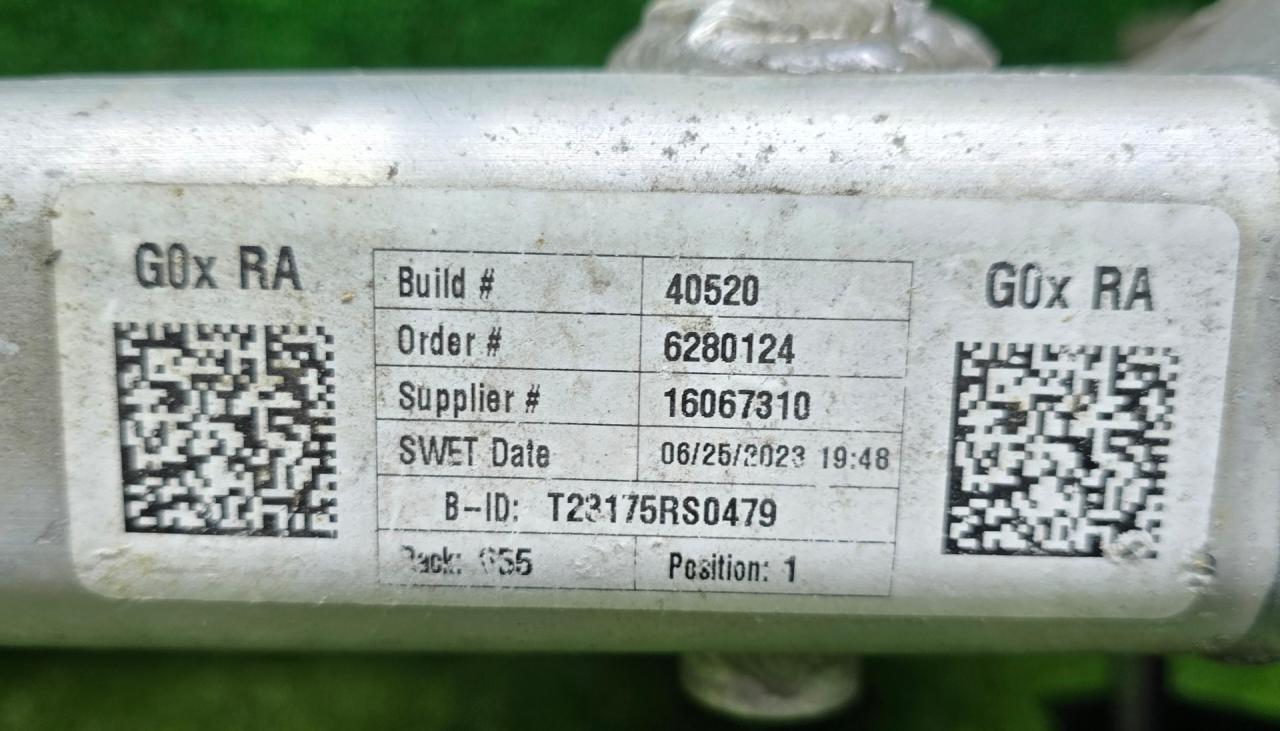 G0x RA
Build # 40520
Order # 6280124
Supplier # 16067310
SWET Date 06/25/2023 19:48
B-ID: T23175RS0479
Position: 1
G0x RA